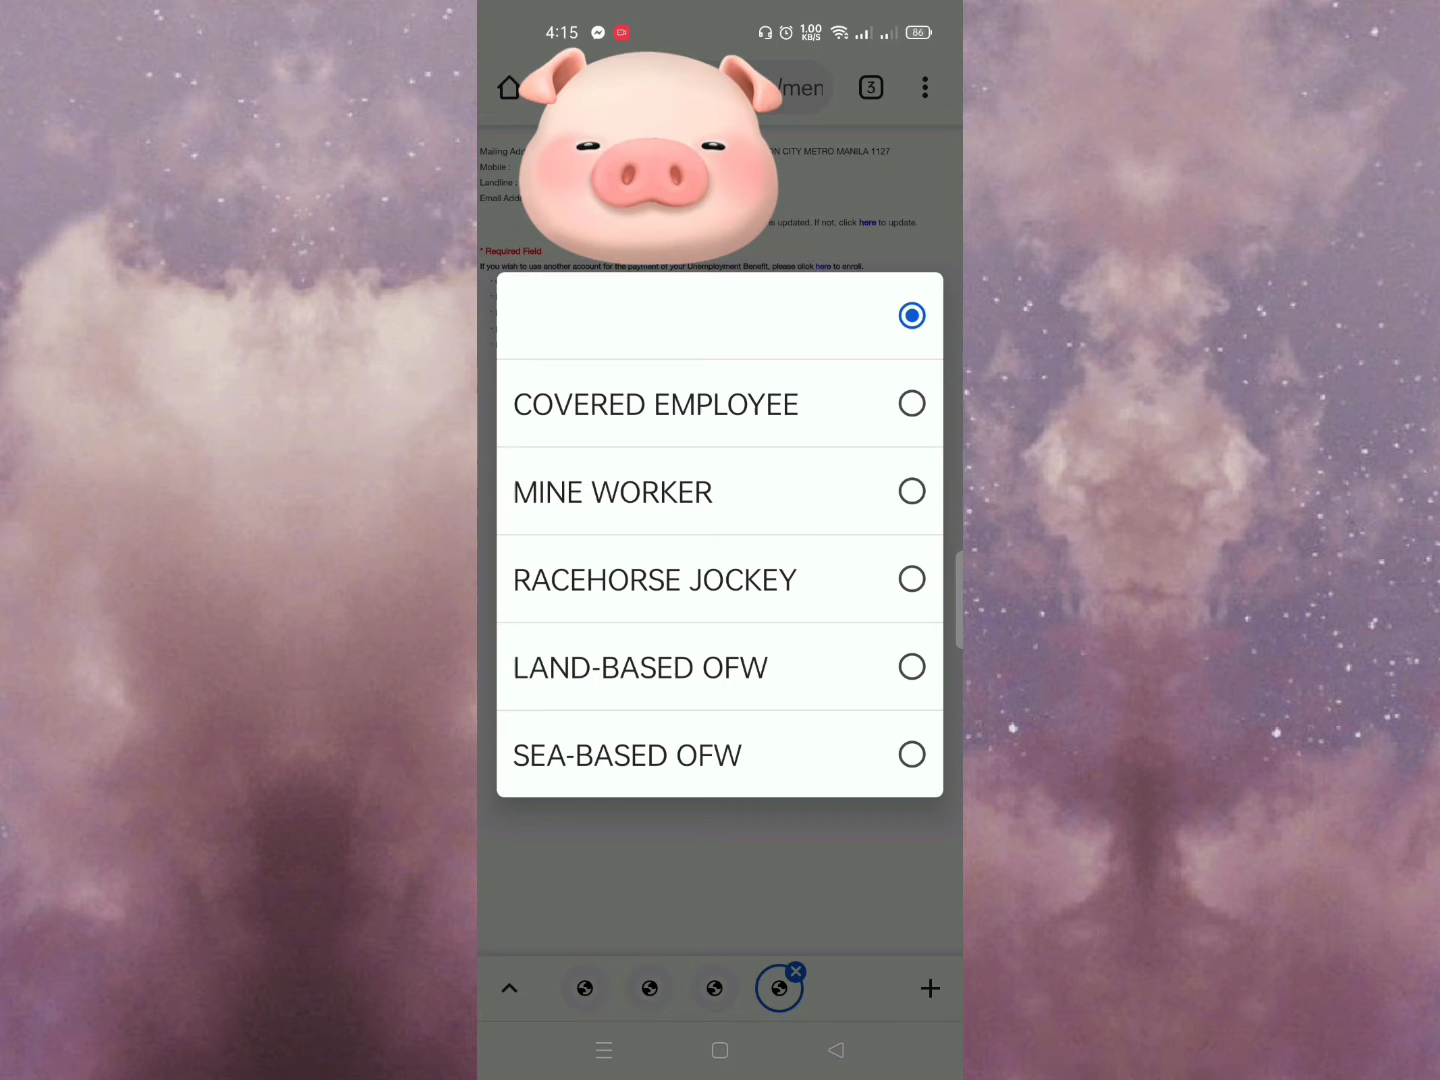 4:15
1.00
KB/S
86
/men
3
Mailing
ON CITY METRO MANILA 1127
Mobile :
Landline :
Email
is updated. If not, click here to update.
* Required Field
If you wish to use another account for the payment of your Unemployment Benefit, please click here to enroll.
COVERED EMPLOYEE
MINE WORKER
RACEHORSE JOCKEY
LAND-BASED OFW
SEA-BASED OFW